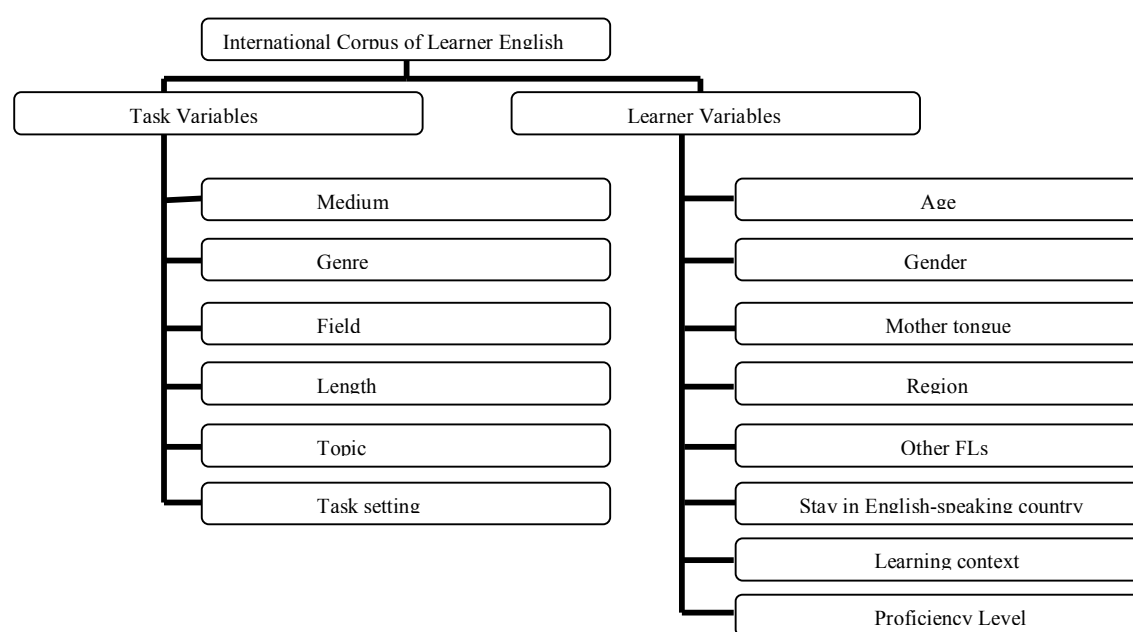 International Corpus of Learner English
Task Variables
Learner Variables
Medium
Genre
Field
Length
Topic
Task setting
Age
Gender
Mother tongue
Region
Other FLs
Stay in English-speaking country
Learning context
Proficiency Level